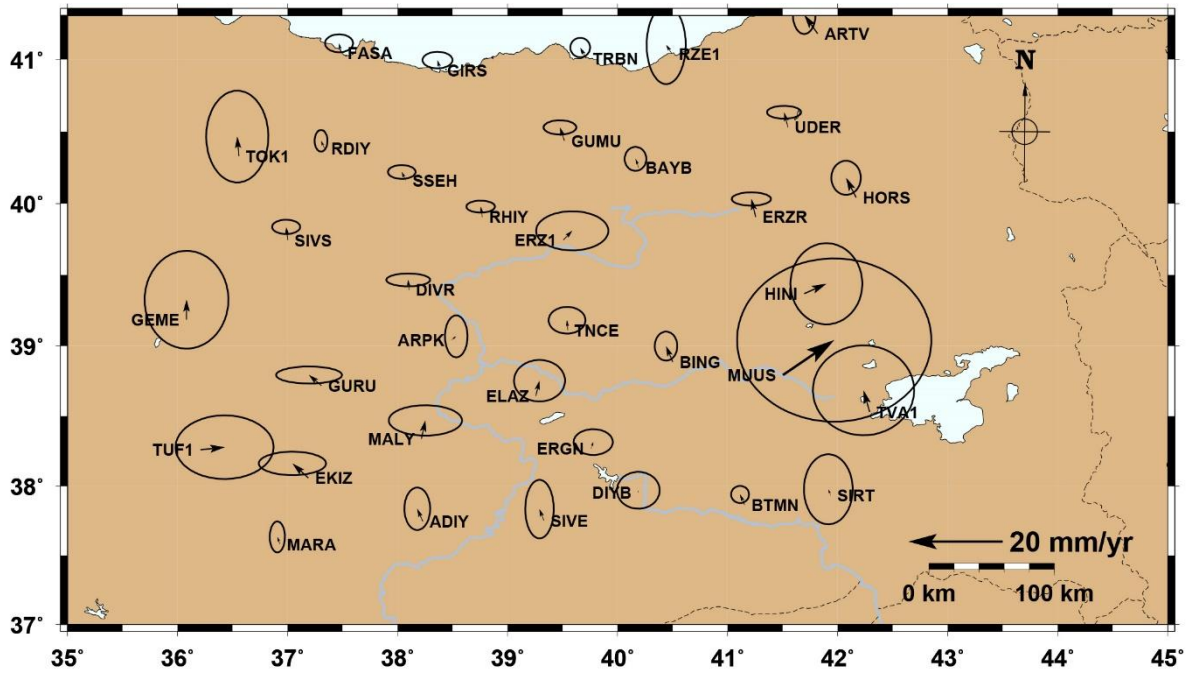 ARTV
41°
FASA
GIRS
TRBN
RZE1
N
TOK1
RDIY
GUMU
UDER
BAYB
SSEH
HORS
40°
RHIY
ERZR
SIVS
ERZ1
DIVR
HINI
GEME
TNCE
ARPK
39°
BING
MUUS
GURU
ELAZ
TVA1
MALY
TUF1
ERGN
EKIZ
38°
DIYB
SIRT
BTMN
ADIY
SIVE
MARA
20 mm/yr
0 km 100 km
37°
35° 36° 37° 38° 39° 40° 41° 42° 43° 44° 45°